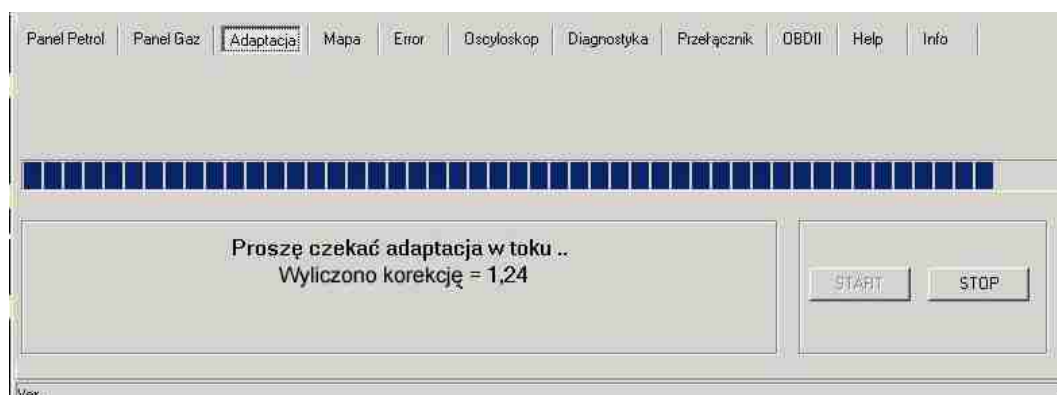 Panel Petrol Panel Gaz Adaptacja Mapa Error Oscyloskop Diagnostyka Przełącznik OBDII Help Info
Proszę czekać adaptacja w toku ..
Wyliczono korekcję = 1,24
START STOP